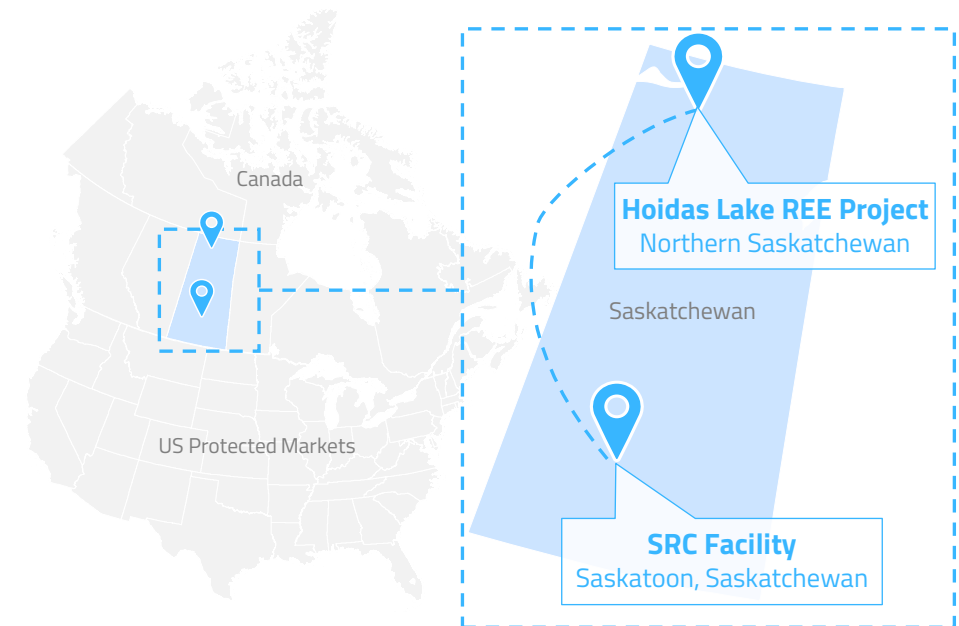 Canada
US Protected Markets
Hoidas Lake REE Project
Northern Saskatchewan
Saskatchewan
SRC Facility
Saskatoon, Saskatchewan